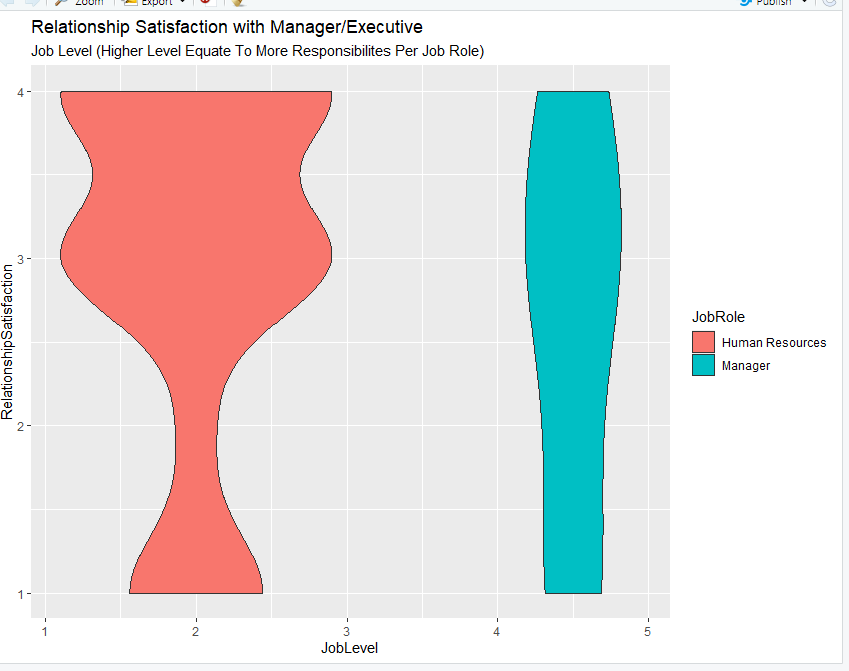 Zoom Export Publish
Relationship Satisfaction with Manager/Executive
Job Level (Higher Level Equate To More Responsibilites Per Job Role)
4
3
2
1
RelationshipSatisfaction
1 2 3 4 5
JobLevel
JobRole
Human Resources
Manager